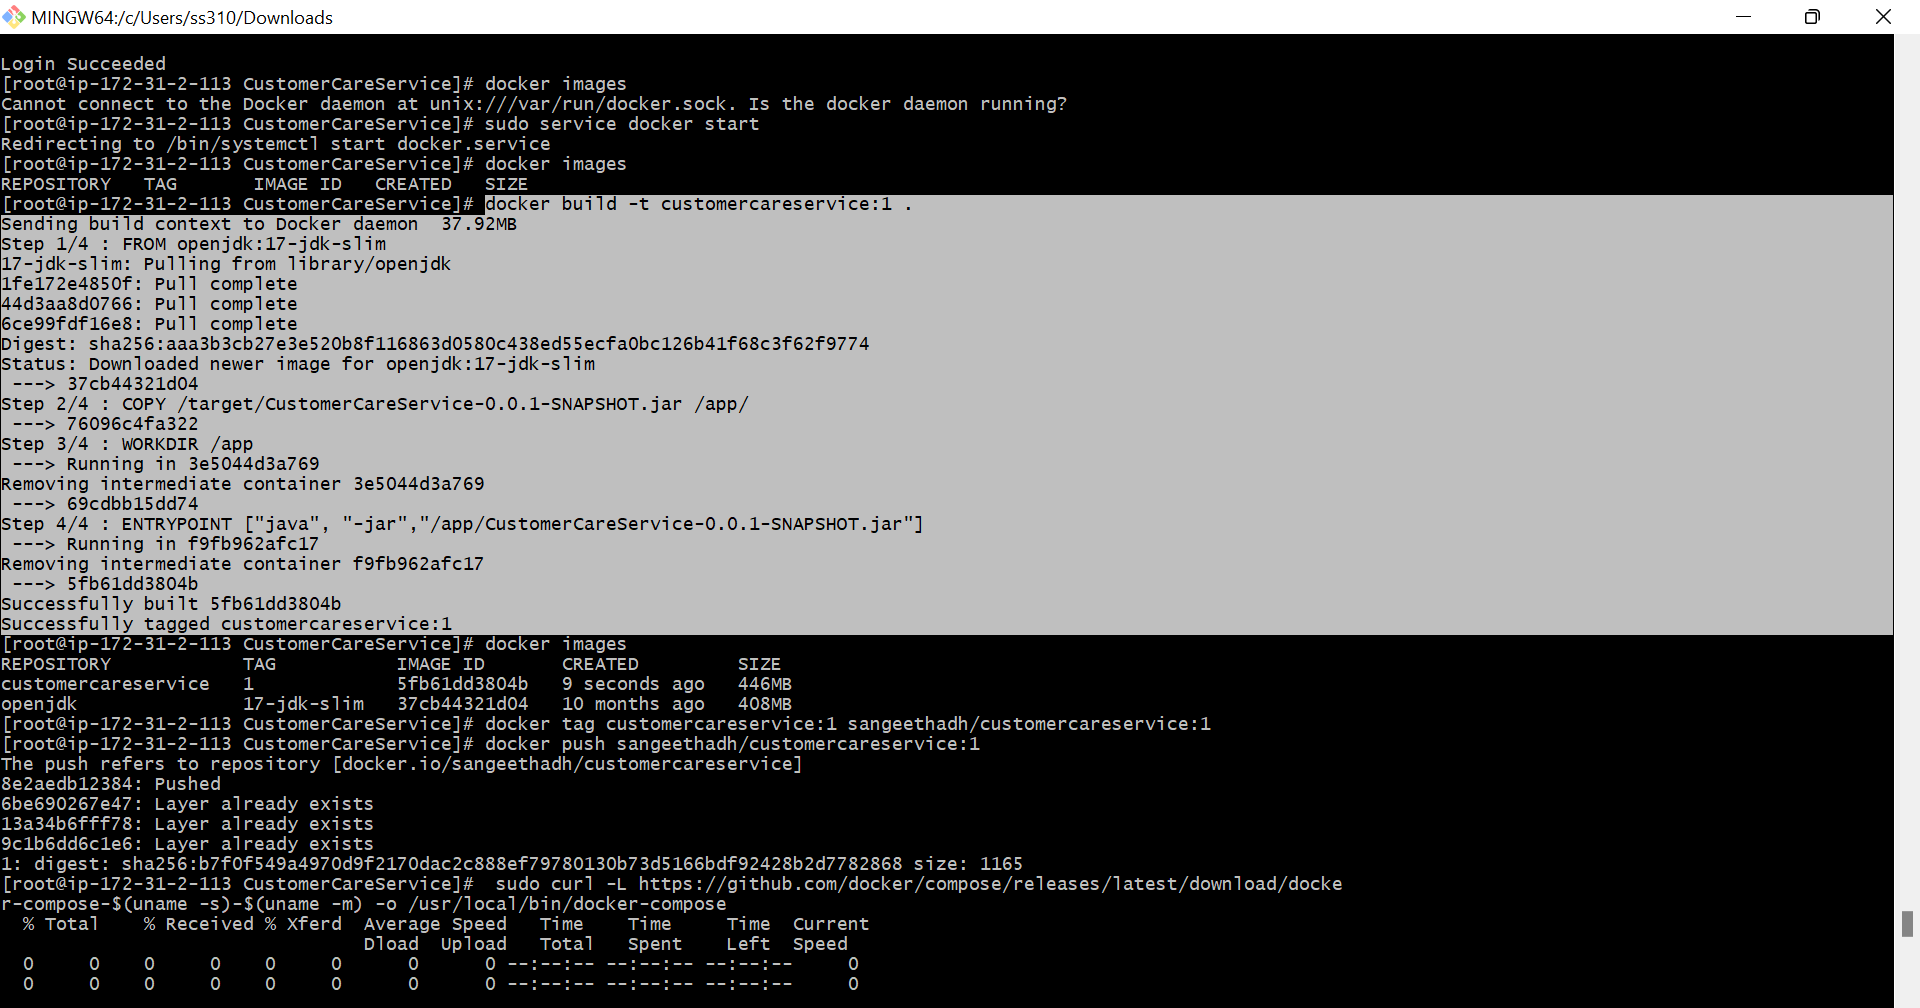 MINGW64:/c/Users/ss310/Downloads
Login Succeeded
[root@ip-172-31-2-113 CustomerCareService]# docker images
Cannot connect to the Docker daemon at unix:///var/run/docker.sock. Is the docker daemon running?
[root@ip-172-31-2-113 CustomerCareService]# sudo service docker start
Redirecting to /bin/systemctl start docker.service
[root@ip-172-31-2-113 CustomerCareService]# docker images
REPOSITORY   TAG       IMAGE ID   CREATED   SIZE
[root@ip-172-31-2-113 CustomerCareService]# docker build -t customercareservice:1 .
Sending build context to Docker daemon  37.92MB
Step 1/4 : FROM openjdk:17-jdk-slim
17-jdk-slim: Pulling from library/openjdk
1fe172e4850f: Pull complete
44d3aa8d0766: Pull complete
6ce99fdf16e8: Pull complete
Digest: sha256:aaa3b3cb27e3e520b8f116863d0580c438ed55ecfa0bc126b41f68c3f62f9774
Status: Downloaded newer image for openjdk:17-jdk-slim
 ---> 37cb44321d04
Step 2/4 : COPY /target/CustomerCareService-0.0.1-SNAPSHOT.jar /app/
 ---> 76096c4fa322
Step 3/4 : WORKDIR /app
 ---> Running in 3e5044d3a769
Removing intermediate container 3e5044d3a769
 ---> 69cdbb15dd74
Step 4/4 : ENTRYPOINT ["java", "-jar","/app/CustomerCareService-0.0.1-SNAPSHOT.jar"]
 ---> Running in f9fb962afc17
Removing intermediate container f9fb962afc17
 ---> 5fb61dd3804b
Successfully built 5fb61dd3804b
Successfully tagged customercareservice:1
[root@ip-172-31-2-113 CustomerCareService]# docker images
REPOSITORY            TAG           IMAGE ID       CREATED         SIZE
customercareservice   1             5fb61dd3804b   9 seconds ago   446MB
openjdk               17-jdk-slim   37cb44321d04   10 months ago   408MB
[root@ip-172-31-2-113 CustomerCareService]# docker tag customercareservice:1 sangeethadh/customercareservice:1
[root@ip-172-31-2-113 CustomerCareService]# docker push sangeethadh/customercareservice:1
The push refers to repository [docker.io/sangeethadh/customercareservice]
8e2aedb12384: Pushed
6be690267e47: Layer already exists
13a34b6fff78: Layer already exists
9c1b6dd6c1e6: Layer already exists
1: digest: sha256:b7f0f549a4970d9f2170dac2c888ef79780130b73d5166bdf92428b2d7782868 size: 1165
[root@ip-172-31-2-113 CustomerCareService]#  sudo curl -L https://github.com/docker/compose/releases/latest/download/docke
r-compose-$(uname -s)-$(uname -m) -o /usr/local/bin/docker-compose
  % Total    % Received % Xferd  Average Speed   Time    Time     Time  Current
                                 Dload  Upload   Total   Spent    Left  Speed
  0     0    0     0    0     0      0      0 --:--:-- --:--:-- --:--:--     0
  0     0    0     0    0     0      0      0 --:--:-- --:--:-- --:--:--     0